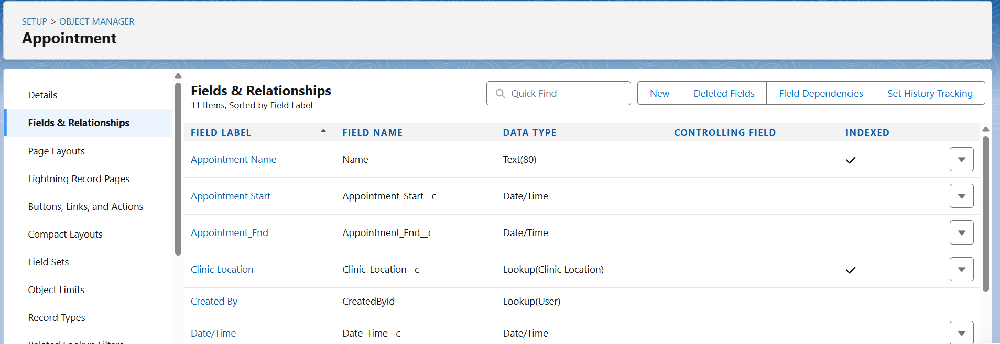 SETUP > OBJECT MANAGER
Appointment
Details
Fields & Relationships
Page Layouts
Lightning Record Pages
Buttons, Links, and Actions
Compact Layouts
Field Sets
Object Limits
Record Types
Related Lookup Filters
Fields & Relationships
11 Items, Sorted by Field Label
Quick Find
New Deleted Fields Field Dependencies Set History Tracking
FIELD LABEL FIELD NAME DATA TYPE CONTROLLING FIELD INDEXED
Appointment Name Name Text(80)
Appointment Start Appointment_Start__c Date/Time
Appointment_End Appointment_End__c Date/Time
Clinic Location Clinic_Location__c Lookup(Clinic Location)
Created By CreatedById Lookup(User)
Date/Time Date_Time__c Date/Time